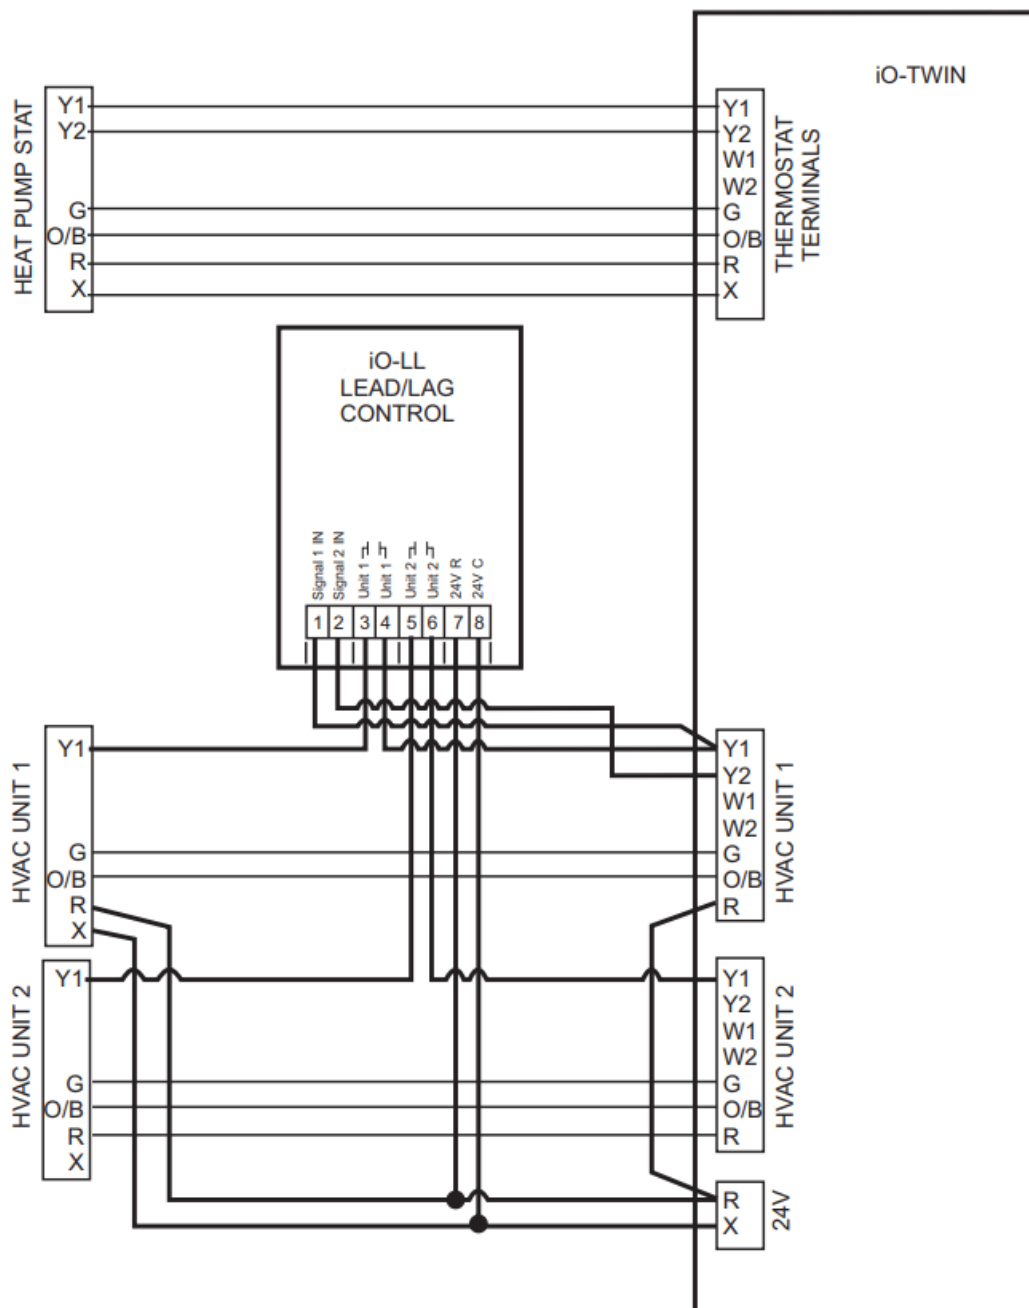 iO-TWIN
HEAT PUMP STAT
Y1
Y2
G
O/B
R
X
Y1
Y2
W1
W2
G
O/B
R
X
THERMOSTAT
TERMINALS
iO-LL
LEAD/LAG
CONTROL
Signal 1 IN
Signal 2 IN
Unit 1
Unit 1
Unit 2
Unit 2
24V R
24V C
1 2 3 4 5 6 7 8
HVAC UNIT 1
Y1
G
O/B
R
X
Y1
Y2
W1
W2
G
O/B
R
HVAC UNIT 1
HVAC UNIT 2
Y1
G
O/B
R
X
Y1
Y2
W1
W2
G
O/B
R
HVAC UNIT 2
R
X
24V